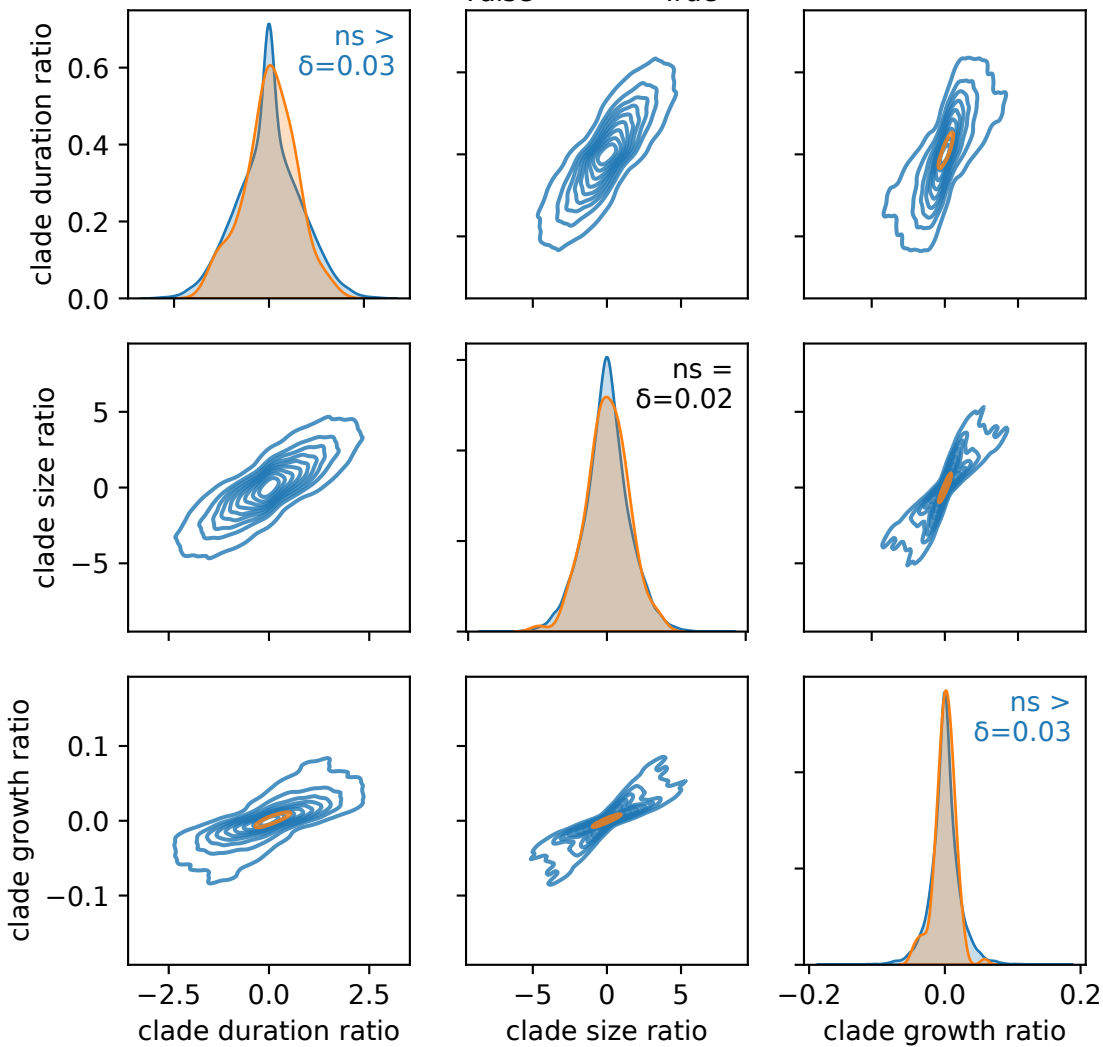 clade duration ratio
0.6
0.4
0.2
0.0
ns >
δ=0.03
clade size ratio
5
0
−5
ns =
δ=0.02
clade growth ratio
0.1
0.0
−0.1
ns >
δ=0.03
−2.5 0.0 2.5
−5 0 5
−0.2 0.0 0.2
clade duration ratio
clade size ratio
clade growth ratio